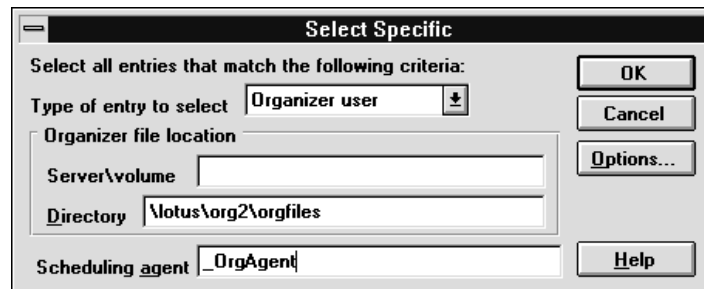 Select Specific
Select all entries that match the following criteria:
Type of entry to select Organizer user
Organizer file location
Server\volume
Directory \lotus\org2\orgfiles
Scheduling agent _OrgAgent
OK
Cancel
Options...
Help